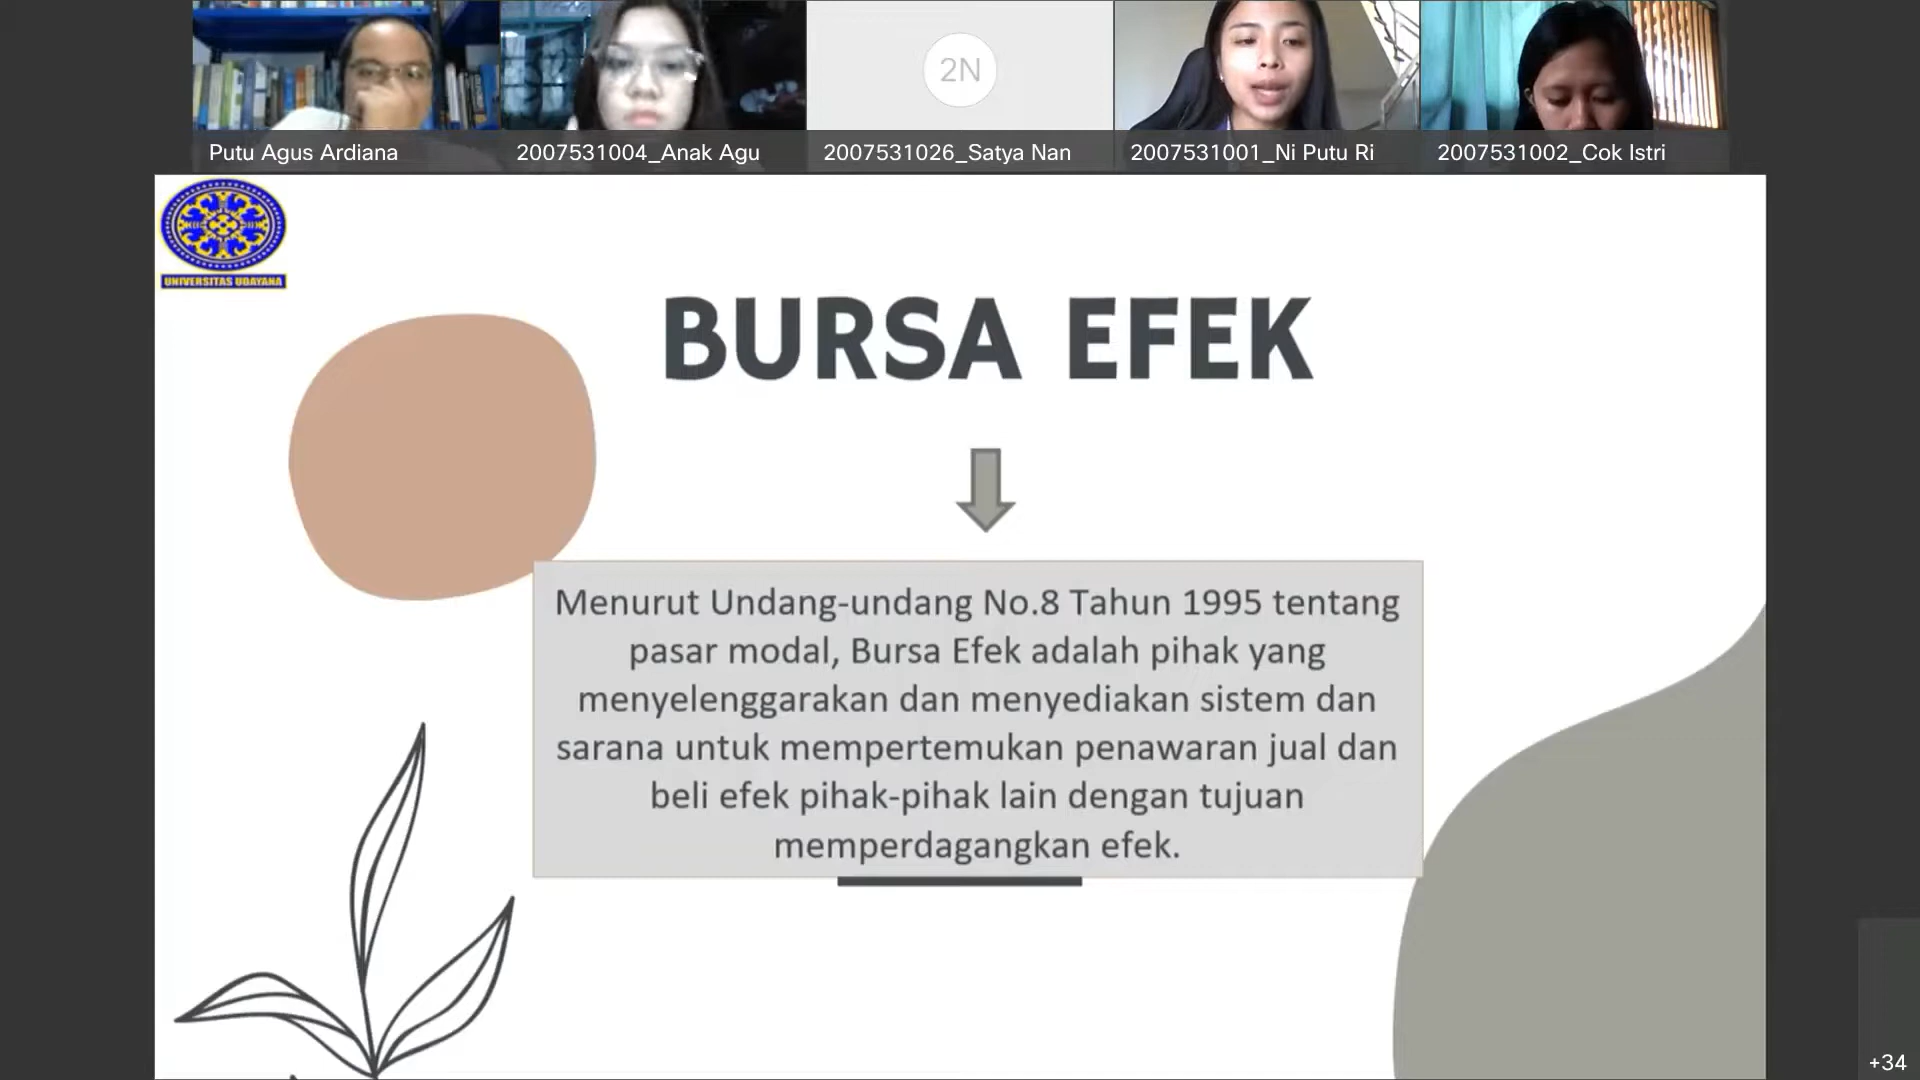 2N
Putu Agus Ardiana
2007531004_Anak Agu
2007531026_Satya Nan
2007531001_Ni Putu Ri
2007531002_Cok Istri
UNIVERSITAS UDAYANA
BURSA EFEK
Menurut Undang-undang No.8 Tahun 1995 tentang
pasar modal, Bursa Efek adalah pihak yang
menyelenggarakan dan menyediakan sistem dan
sarana untuk mempertemukan penawaran jual dan
beli efek pihak-pihak lain dengan tujuan
memperdagangkan efek.
+34